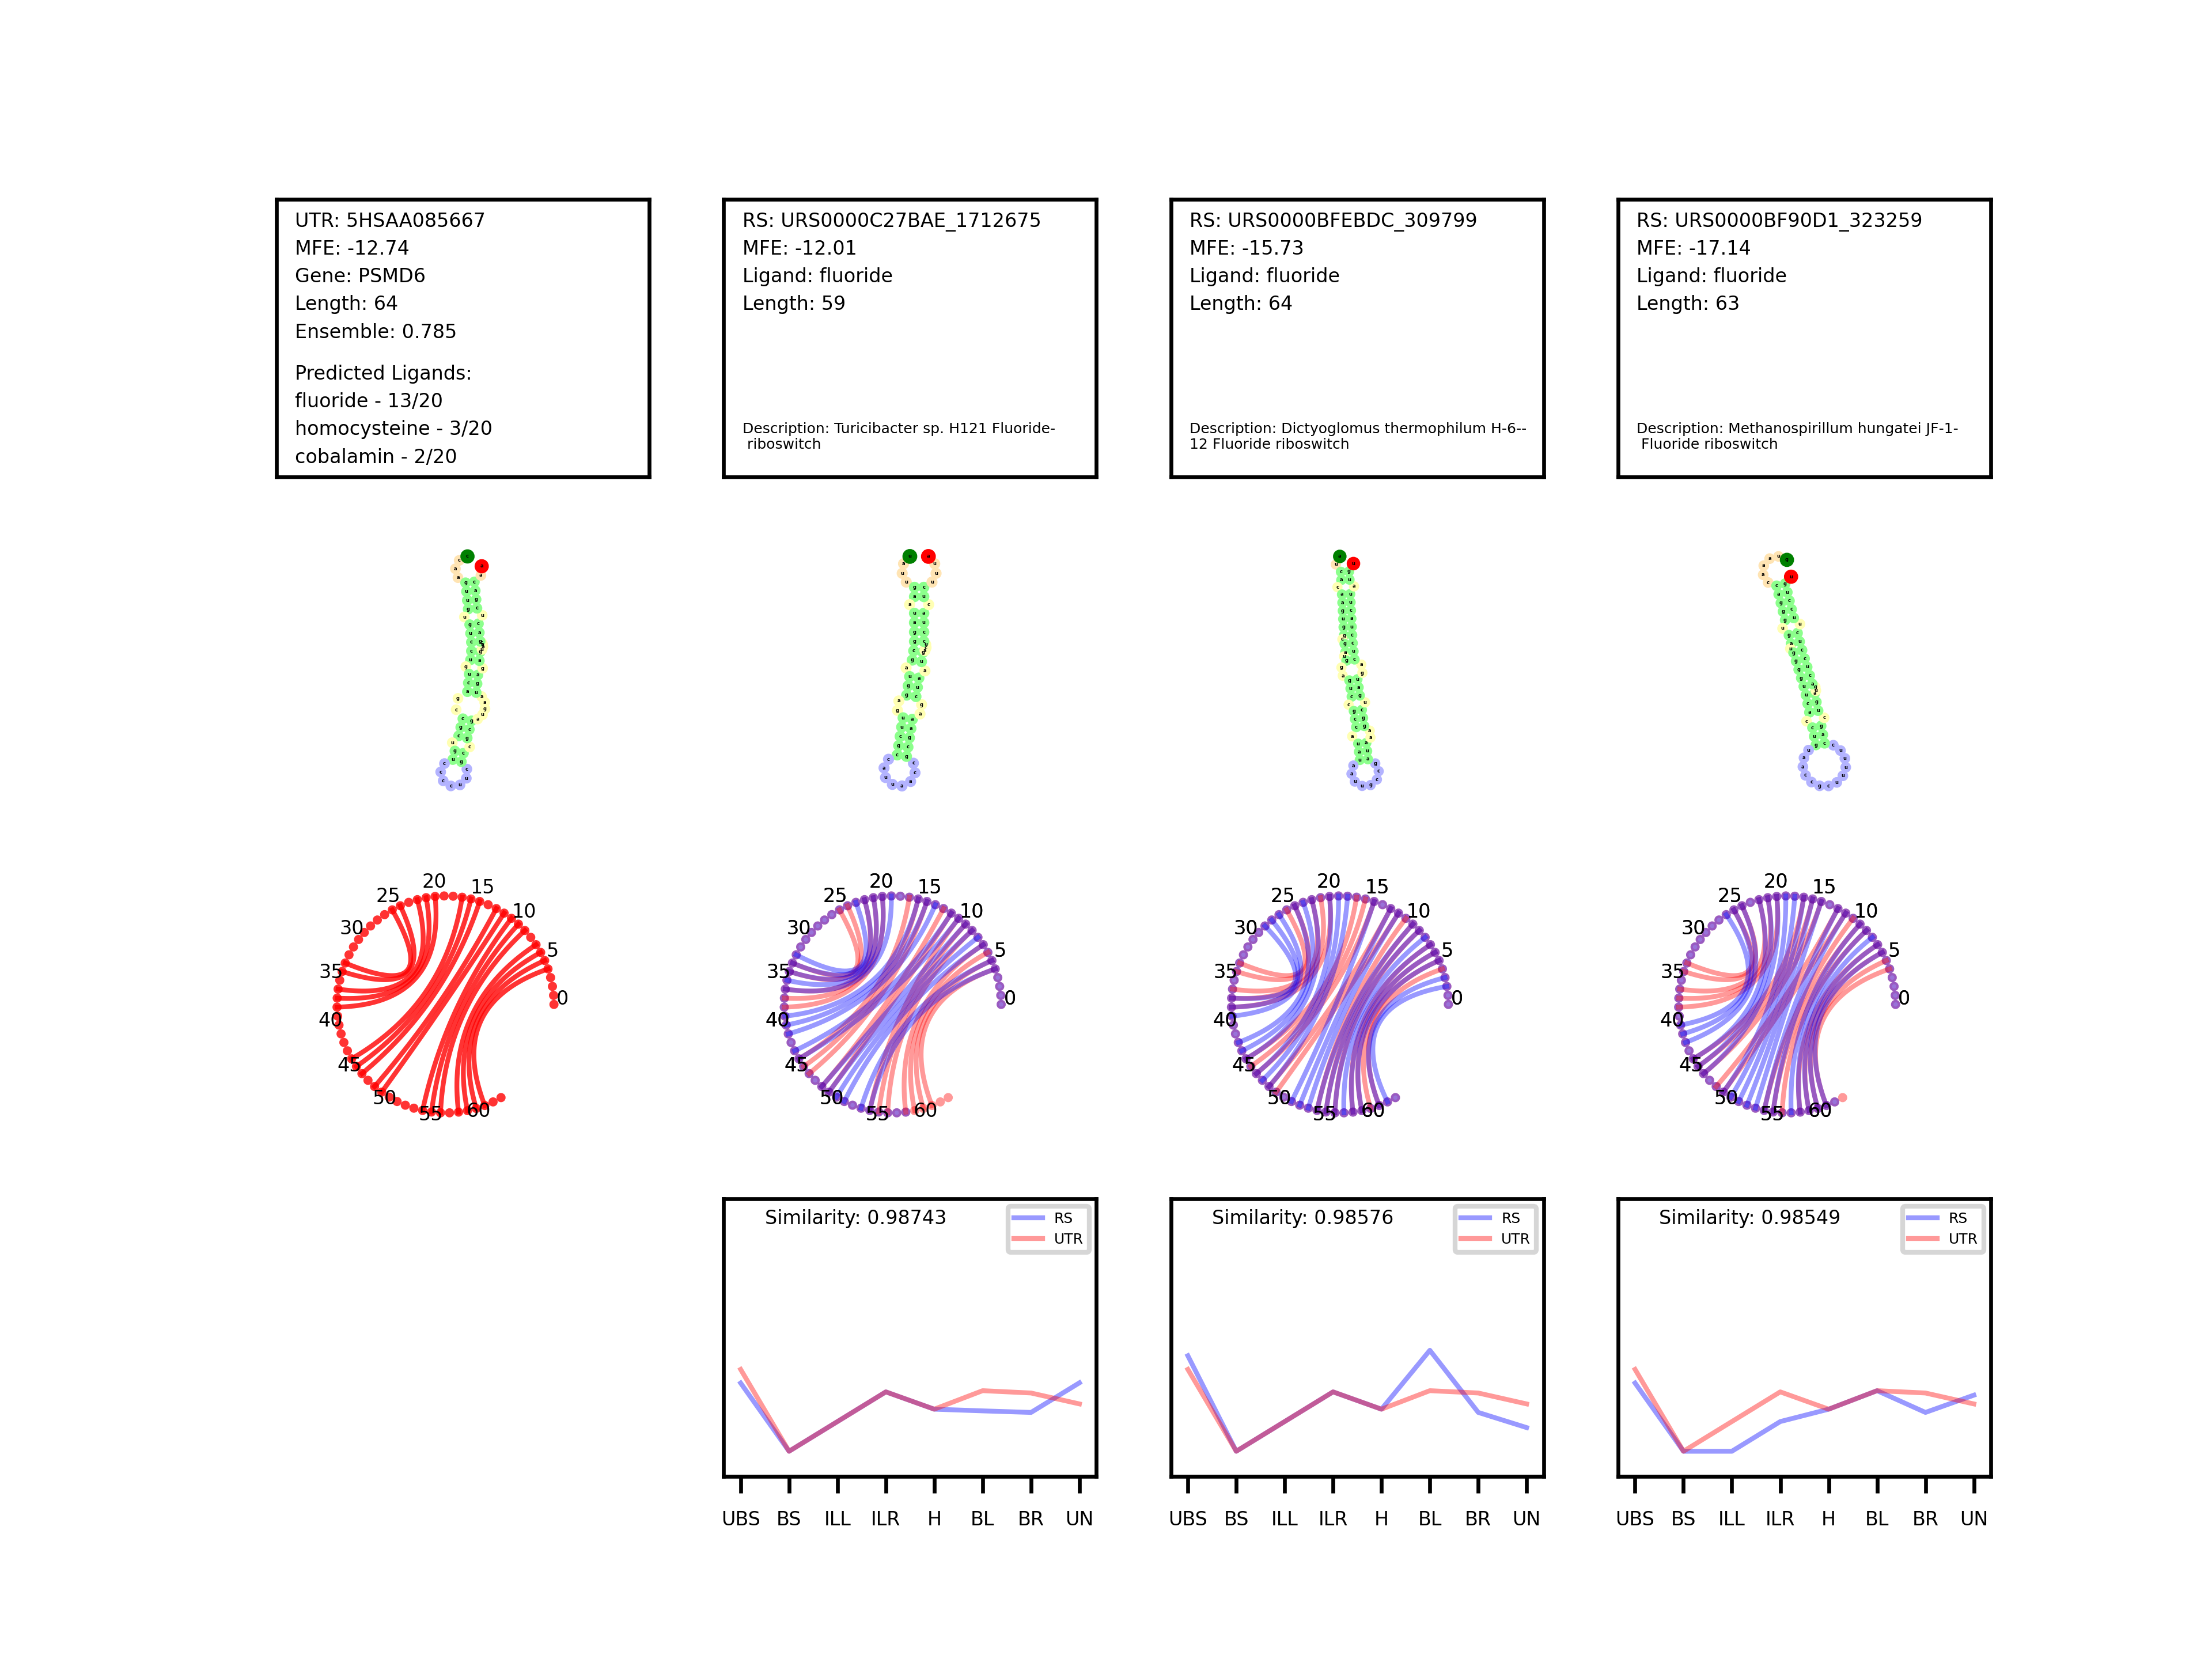 UTR: 5HSAA085667
MFE: -12.74
Gene: PSMD6
Length: 64
Ensemble: 0.785
Predicted Ligands:
fluoride - 13/20
homocysteine - 3/20
cobalamin - 2/20
RS: URS0000C27BAE_1712675
MFE: -12.01
Ligand: fluoride
Length: 59
Description: Turicibacter sp. H121 Fluoride-
riboswitch
RS: URS0000BFEBDC_309799
MFE: -15.73
Ligand: fluoride
Length: 64
Description: Dictyoglomus thermophilum H-6--
12 Fluoride riboswitch
RS: URS0000BF90D1_323259
MFE: -17.14
Ligand: fluoride
Length: 63
Description: Methanospirillum hungatei JF-1-
Fluoride riboswitch
0
5
10
15
20
25
30
35
40
45
50
55
60
0
5
10
15
20
25
30
35
40
45
50
55
60
0
5
10
15
20
25
30
35
40
45
50
55
60
0
5
10
15
20
25
30
35
40
45
50
55
60
Similarity: 0.98743
RS
UTR
UBS BS ILL ILR H BL BR UN
Similarity: 0.98576
RS
UTR
UBS BS ILL ILR H BL BR UN
Similarity: 0.98549
RS
UTR
UBS BS ILL ILR H BL BR UN